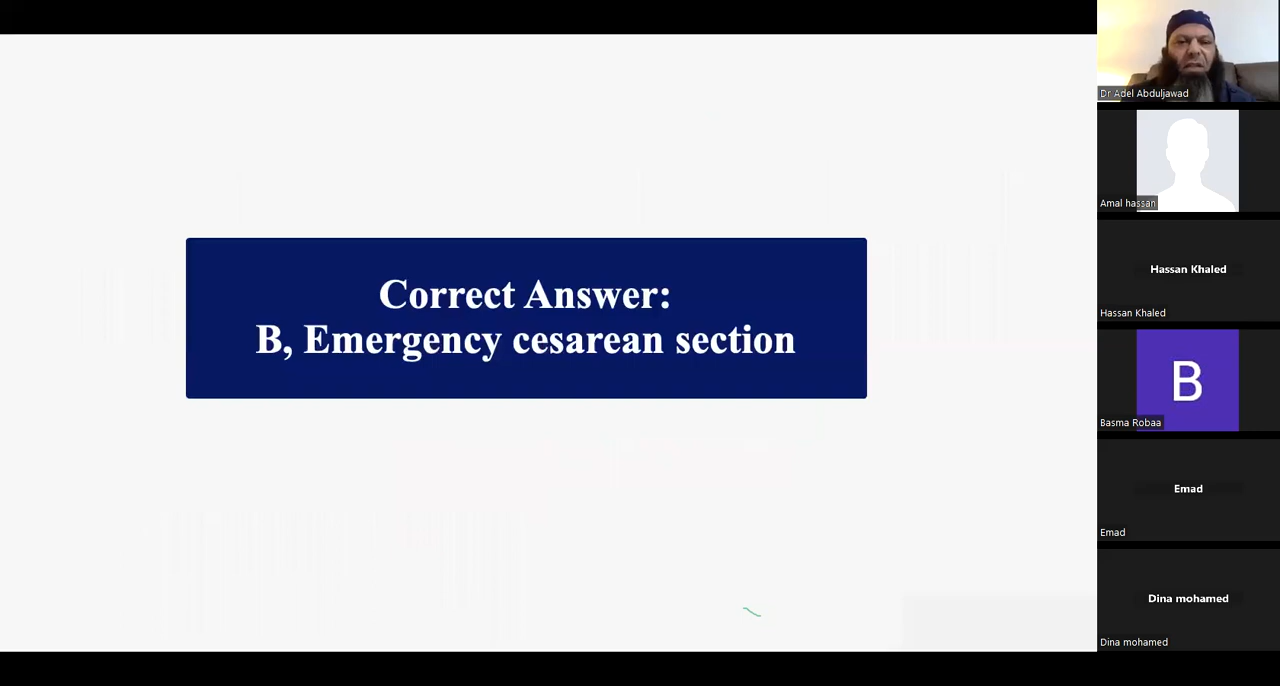 Correct Answer:
B, Emergency cesarean section
Dr Adel Abduljawad
Amal hassan
Hassan Khaled
Hassan Khaled
B
Basma Robaa
Emad
Emad
Dina mohamed
Dina mohamed